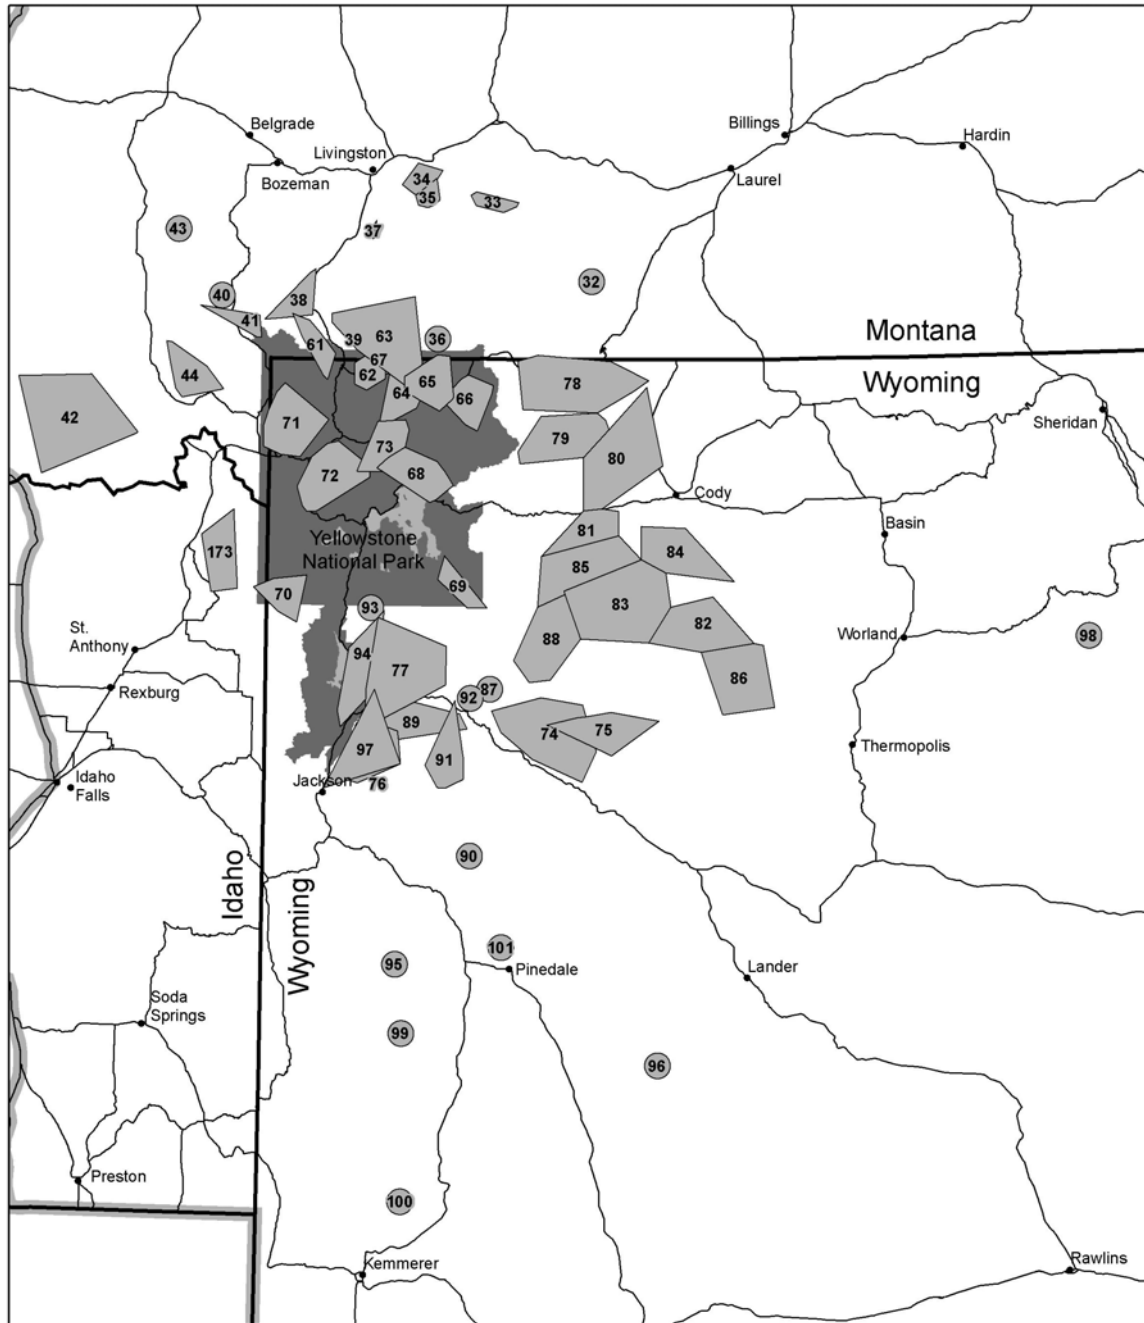 Belgrade
Billings
Hardin
Livingston
Bozeman
Laurel
34
35
33
43
37
32
40
38
41
61
39
63
36
Montana
67
62
65
Wyoming
44
64
66
78
42
71
Sheridan
73
79
80
72
68
Cody
Basin
81
84
173
Yellowstone
National Park
85
70
69
93
83
St.
Anthony
94
88
82
Worland
98
77
86
Rexburg
92
87
89
74
75
97
91
Thermopolis
Idaho
Falls
Jackson
76
90
Idaho
Wyoming
101
95
Pinedale
Lander
Soda
Springs
99
96
Preston
100
Kemmerer
Rawlins